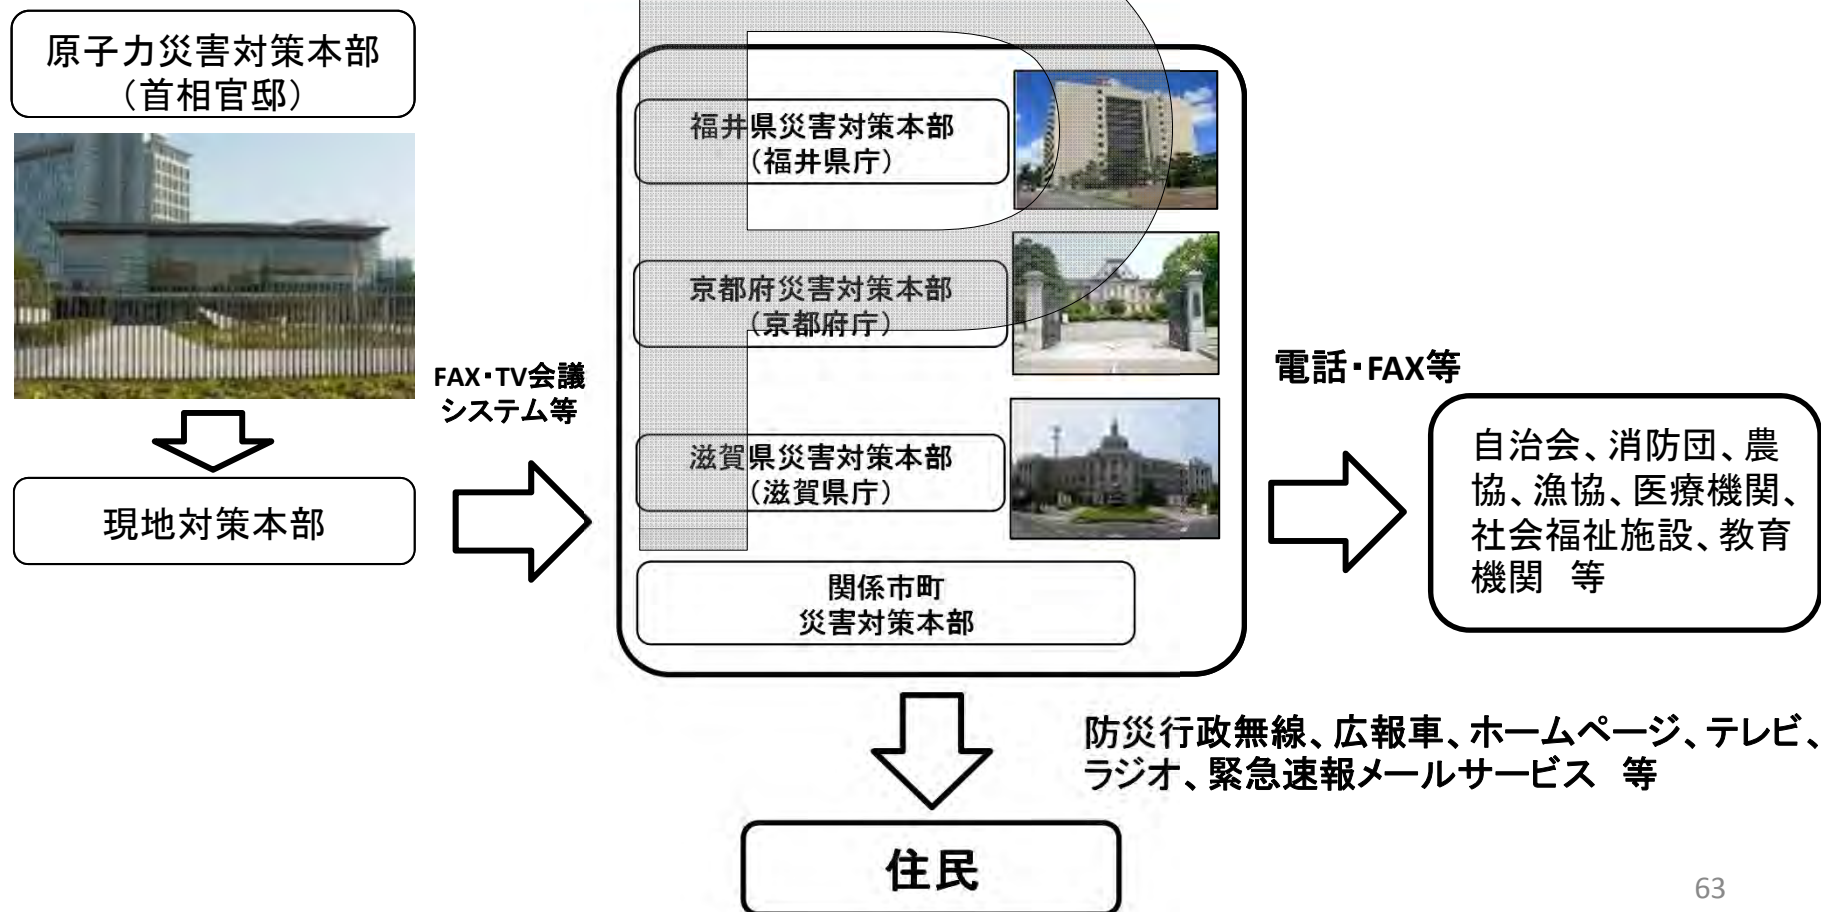 原子力災害対策本部
(首相官邸)
現地対策本部
FAX・TV会議
システム等
福井県災害対策本部
(福井県庁)
京都府災害対策本部
(京都府庁)
滋賀県災害対策本部
(滋賀県庁)
関係市町
災害対策本部
電話・FAX等
自治会、消防団、農
協、漁協、医療機関、
社会福祉施設、教育
機関　等
防災行政無線、広報車、ホームページ、テレビ、
ラジオ、緊急速報メールサービス　等
住民
63